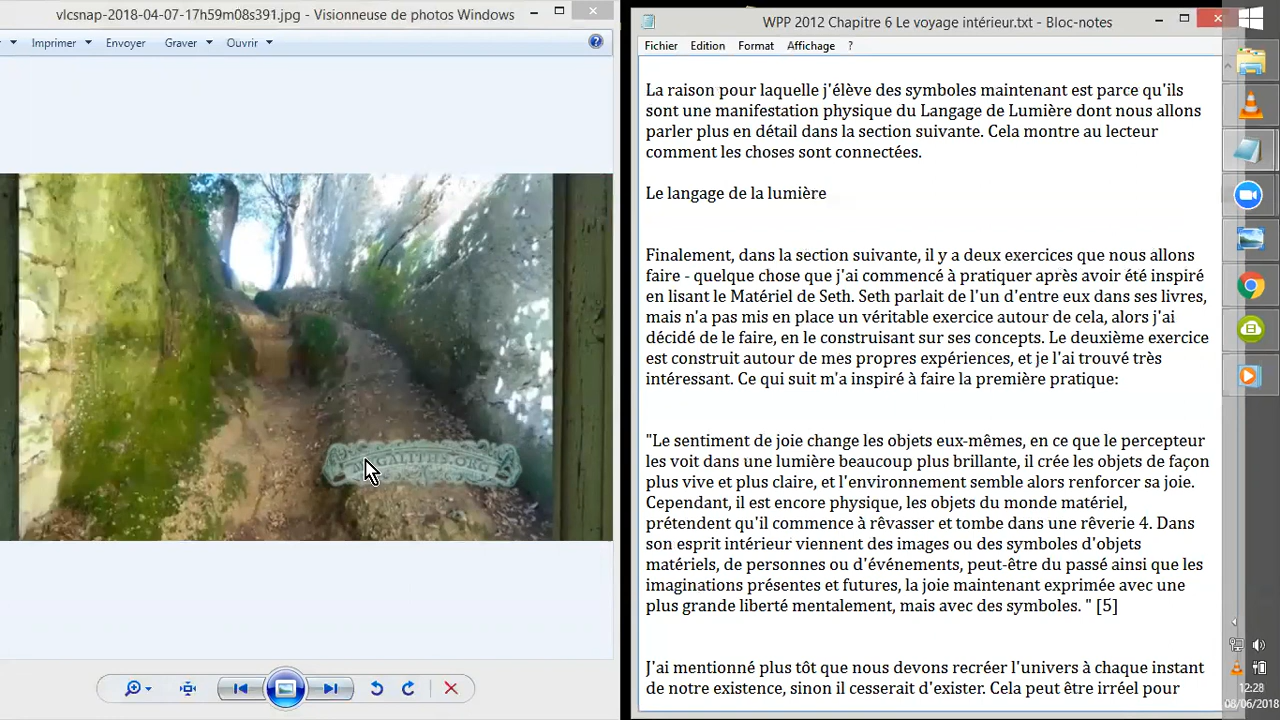 vlcsnap-2018-04-07-17h59m08s391.jpg - Visionneuse de photos Windows
Imprimer Envoyer Graver Ouvrir
WPP 2012 Chapitre 6 Le voyage intérieur.txt - Bloc-notes
Fichier Edition Format Affichage ?
La raison pour laquelle j'élève des symboles maintenant est parce qu'ils
sont une manifestation physique du Langage de Lumière dont nous allons
parler plus en détail dans la section suivante. Cela montre au lecteur
comment les choses sont connectées.
Le langage de la lumière
Finalement, dans la section suivante, il y a deux exercices que nous allons
faire - quelque chose que j'ai commencé à pratiquer après avoir été inspiré
en lisant le Matériel de Seth. Seth parlait de l'un d'entre eux dans ses livres,
mais n'a pas mis en place un véritable exercice autour de cela, alors j'ai
décidé de le faire, en le construisant sur ses concepts. Le deuxième exercice
est construit autour de mes propres expériences, et je l'ai trouvé très
intéressant. Ce qui suit m'a inspiré à faire la première pratique:
"Le sentiment de joie change les objets eux-mêmes, en ce que le percepteur
les voit dans une lumière beaucoup plus brillante, il crée les objets de façon
plus vive et plus claire, et l'environnement semble alors renforcer sa joie.
Cependant, il est encore physique, les objets du monde matériel,
prétendent qu'il commence à rêvasser et tombe dans une rêverie 4. Dans
son esprit intérieur viennent des images ou des symboles d'objets
matériels, de personnes ou d'événements, peut-être du passé ainsi que les
imaginations présentes et futures, la joie maintenant exprimée avec une
plus grande liberté mentalement, mais avec des symboles. " [5]
J'ai mentionné plus tôt que nous devons recréer l'univers à chaque instant
de notre existence, sinon il cesserait d'exister. Cela peut être irréel pour
12:28
08/06/2018